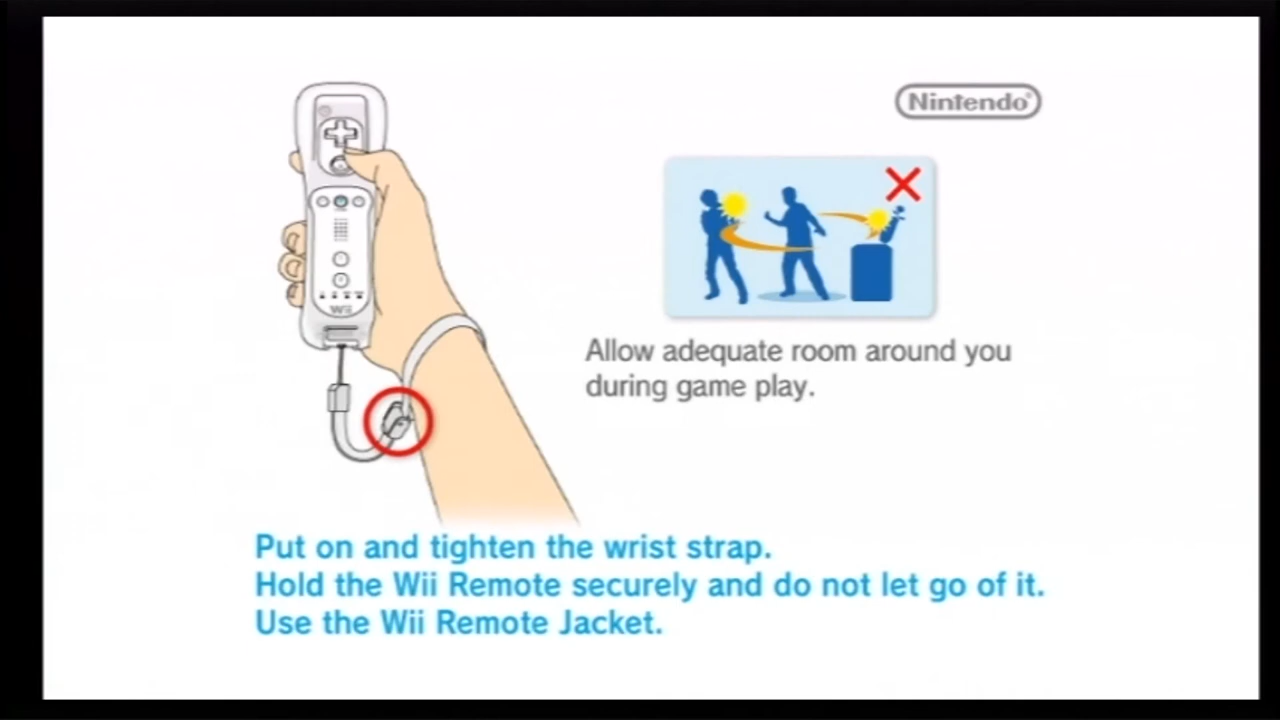 Nintendo®
Wii
Allow adequate room around you
during game play.
Put on and tighten the wrist strap.
Hold the Wii Remote securely and do not let go of it.
Use the Wii Remote Jacket.